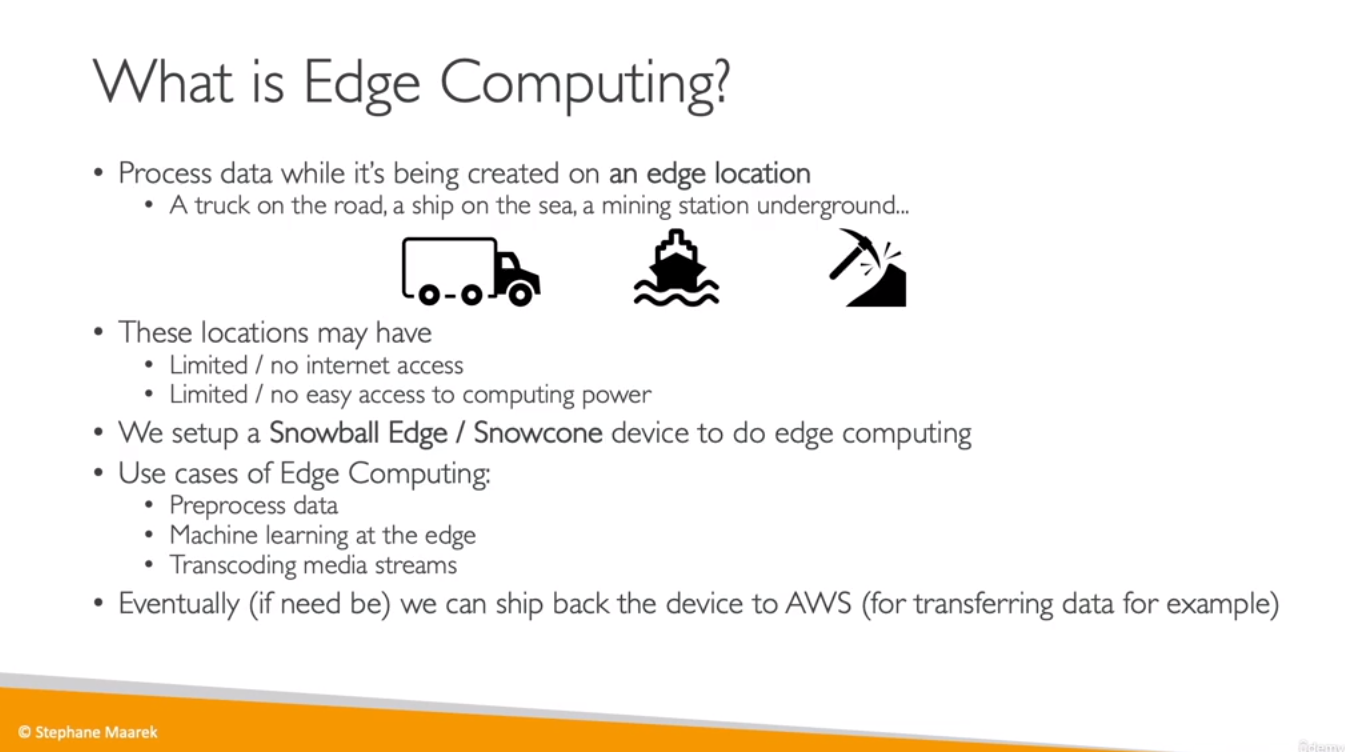 What is Edge Computing?
• Process data while it's being created on an edge location
• A truck on the road, a ship on the sea, a mining station underground...
• These locations may have
• Limited / no internet access
• Limited / no easy access to computing power
• We setup a Snowball Edge / Snowcone device to do edge computing
• Use cases of Edge Computing:
• Preprocess data
• Machine learning at the edge
• Transcoding media streams
• Eventually (if need be) we can ship back the device to AWS (for transferring data for example)
© Stephane Maarek
ûdemy